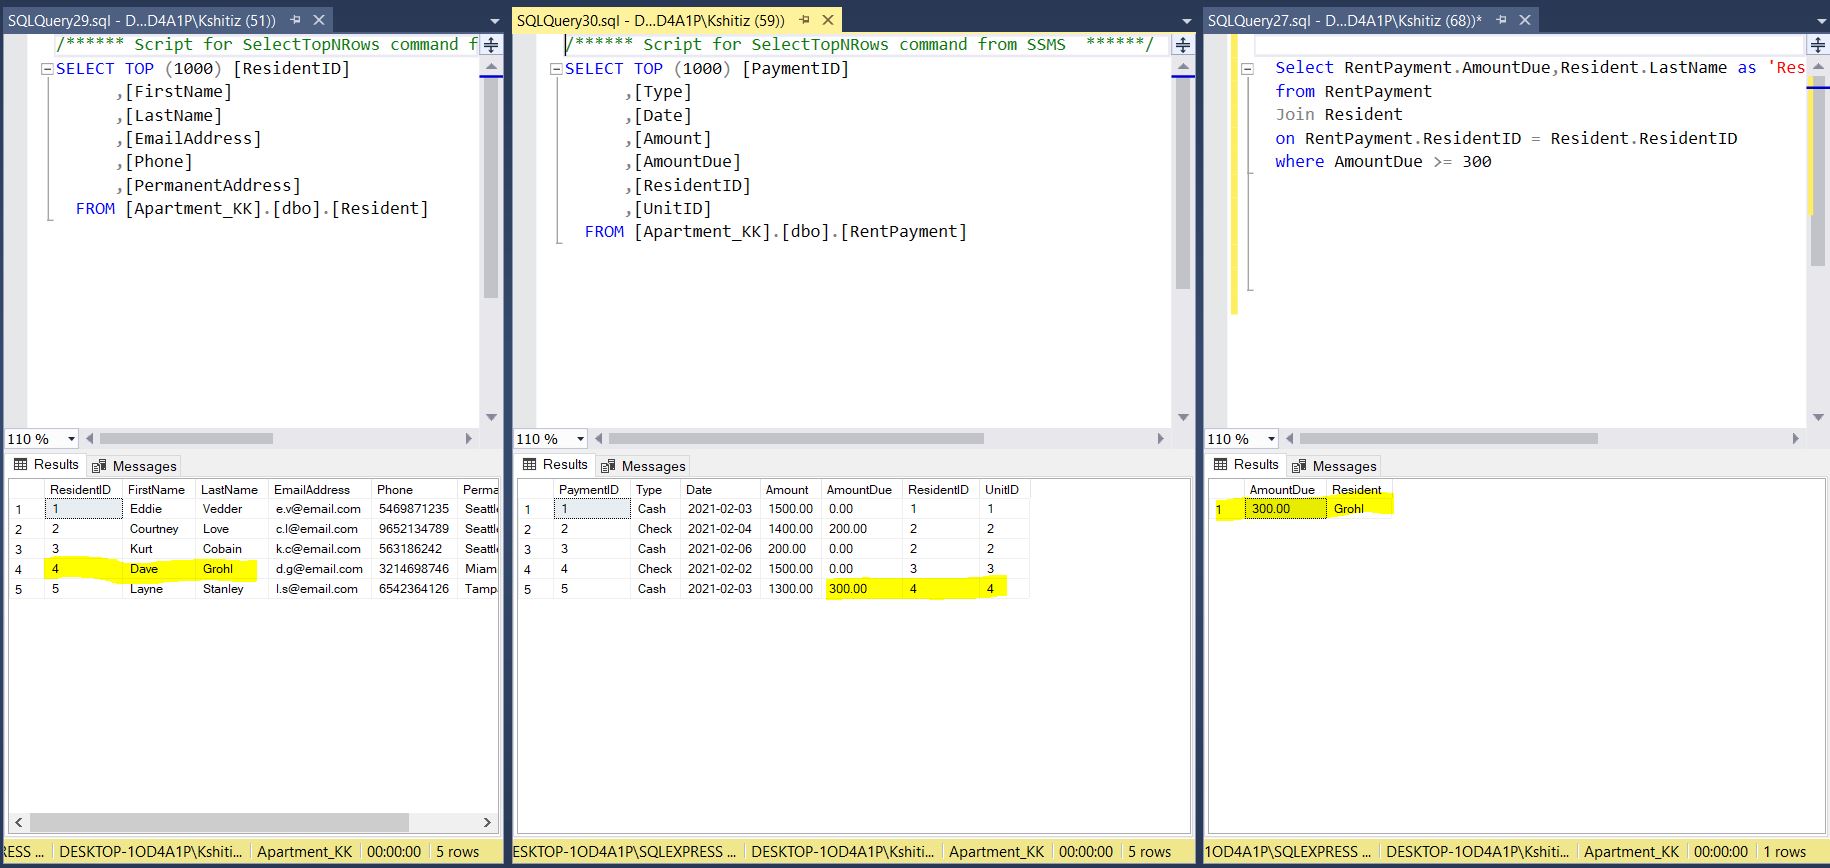 SQLQuery29.sql - D...D4A1P\Kshitiz (51))
/****** Script for SelectTopNRows command f
SELECT TOP (1000) [ResidentID]
,[FirstName]
,[LastName]
,[EmailAddress]
,[Phone]
,[PermanentAddress]
FROM [Apartment_KK].[dbo].[Resident]
110 %
Results Messages
ResidentID FirstName LastName EmailAddress Phone Perma
1 1 Eddie Vedder e.v@email.com 5469871235 Seattle
2 2 Courtney Love c.l@email.com 9652134789 Seattle
3 3 Kurt Cobain k.c@email.com 563186242 Seattle
4 4 Dave Grohl d.g@email.com 3214698746 Miam
5 5 Layne Stanley l.s@email.com 6542364126 Tamp
RESS ... DESKTOP-1OD4A1P\Kshiti... Apartment_KK 00:00:00 5 rows
SQLQuery30.sql - D...D4A1P\Kshitiz (59))
/****** Script for SelectTopNRows command from SSMS ******/
SELECT TOP (1000) [PaymentID]
,[Type]
,[Date]
,[Amount]
,[AmountDue]
,[ResidentID]
,[UnitID]
FROM [Apartment_KK].[dbo].[RentPayment]
110 %
Results Messages
PaymentID Type Date Amount AmountDue ResidentID UnitID
1 1 Cash 2021-02-03 1500.00 0.00 1 1
2 2 Check 2021-02-04 1400.00 200.00 2 2
3 3 Cash 2021-02-06 200.00 0.00 2 2
4 4 Check 2021-02-02 1500.00 0.00 3 3
5 5 Cash 2021-02-03 1300.00 300.00 4 4
ESKTOP-1OD4A1P\SQLEXPRESS ... DESKTOP-1OD4A1P\Kshiti... Apartment_KK 00:00:00 5 rows
SQLQuery27.sql - D...D4A1P\Kshitiz (68))*
Select RentPayment.AmountDue,Resident.LastName as 'Res
from RentPayment
Join Resident
on RentPayment.ResidentID = Resident.ResidentID
where AmountDue >= 300
110 %
Results Messages
AmountDue Resident
1 300.00 Grohl
1OD4A1P\SQLEXPRESS ... DESKTOP-1OD4A1P\Kshiti... Apartment_KK 00:00:00 1 rows